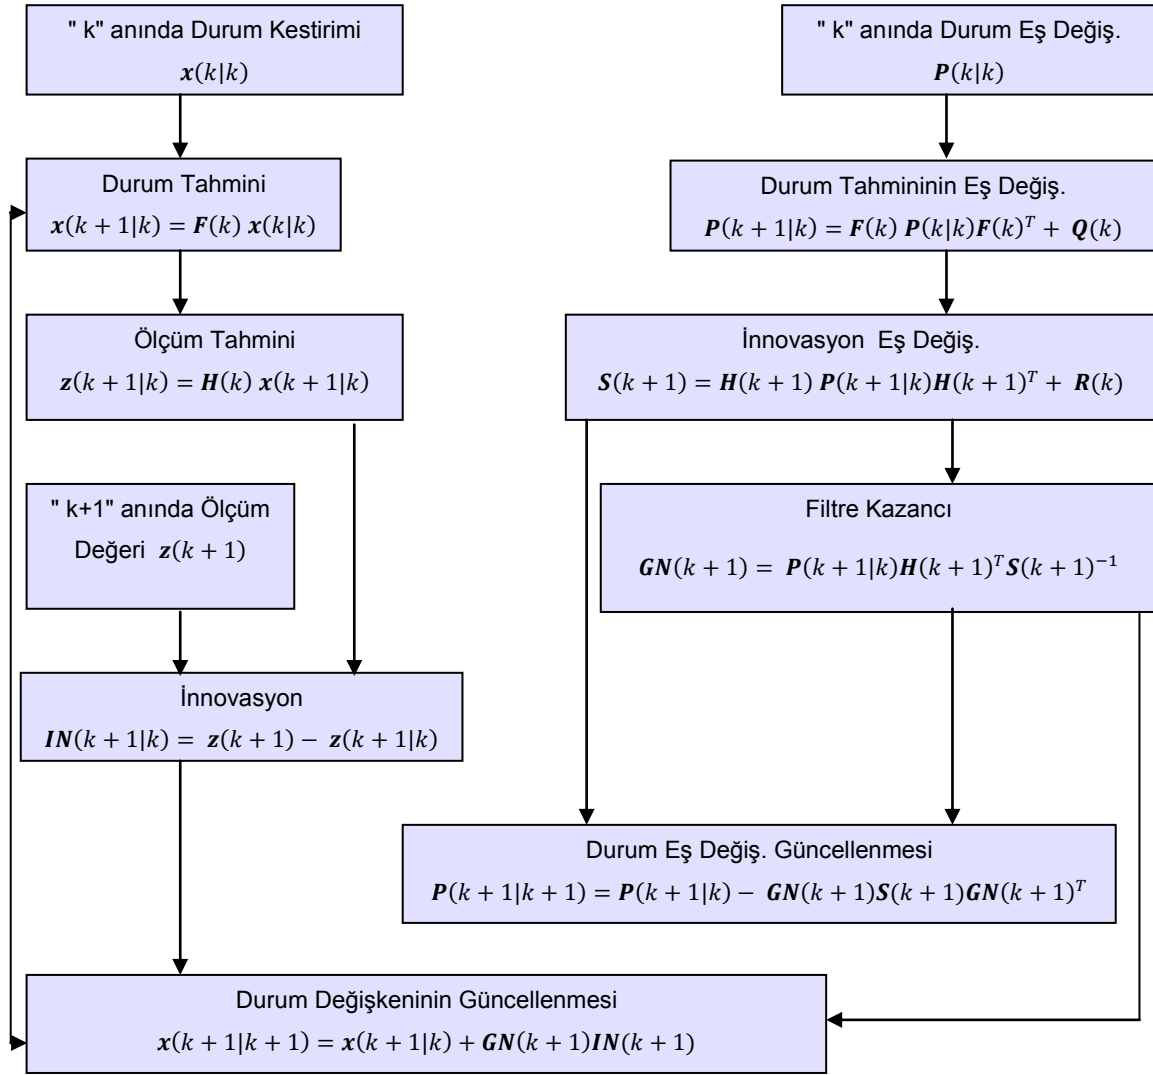 " k" anında Durum Kestirimi
x(k|k)
" k" anında Durum Eş Değiş.
P(k|k)
Durum Tahmini
x(k + 1|k) = F(k) x(k|k)
Durum Tahmininin Eş Değiş.
P(k + 1|k) = F(k) P(k|k)F(k)ᵀ + Q(k)
Ölçüm Tahmini
z(k + 1|k) = H(k) x(k + 1|k)
İnnovasyon Eş Değiş.
S(k + 1) = H(k + 1) P(k + 1|k)H(k + 1)ᵀ + R(k)
" k+1" anında Ölçüm
Değeri z(k + 1)
Filtre Kazancı
GN(k + 1) = P(k + 1|k)H(k + 1)ᵀS(k + 1)⁻¹
İnnovasyon
IN(k + 1|k) = z(k + 1) − z(k + 1|k)
Durum Eş Değiş. Güncellenmesi
P(k + 1|k + 1) = P(k + 1|k) − GN(k + 1)S(k + 1)GN(k + 1)ᵀ
Durum Değişkeninin Güncellenmesi
x(k + 1|k + 1) = x(k + 1|k) + GN(k + 1)IN(k + 1)